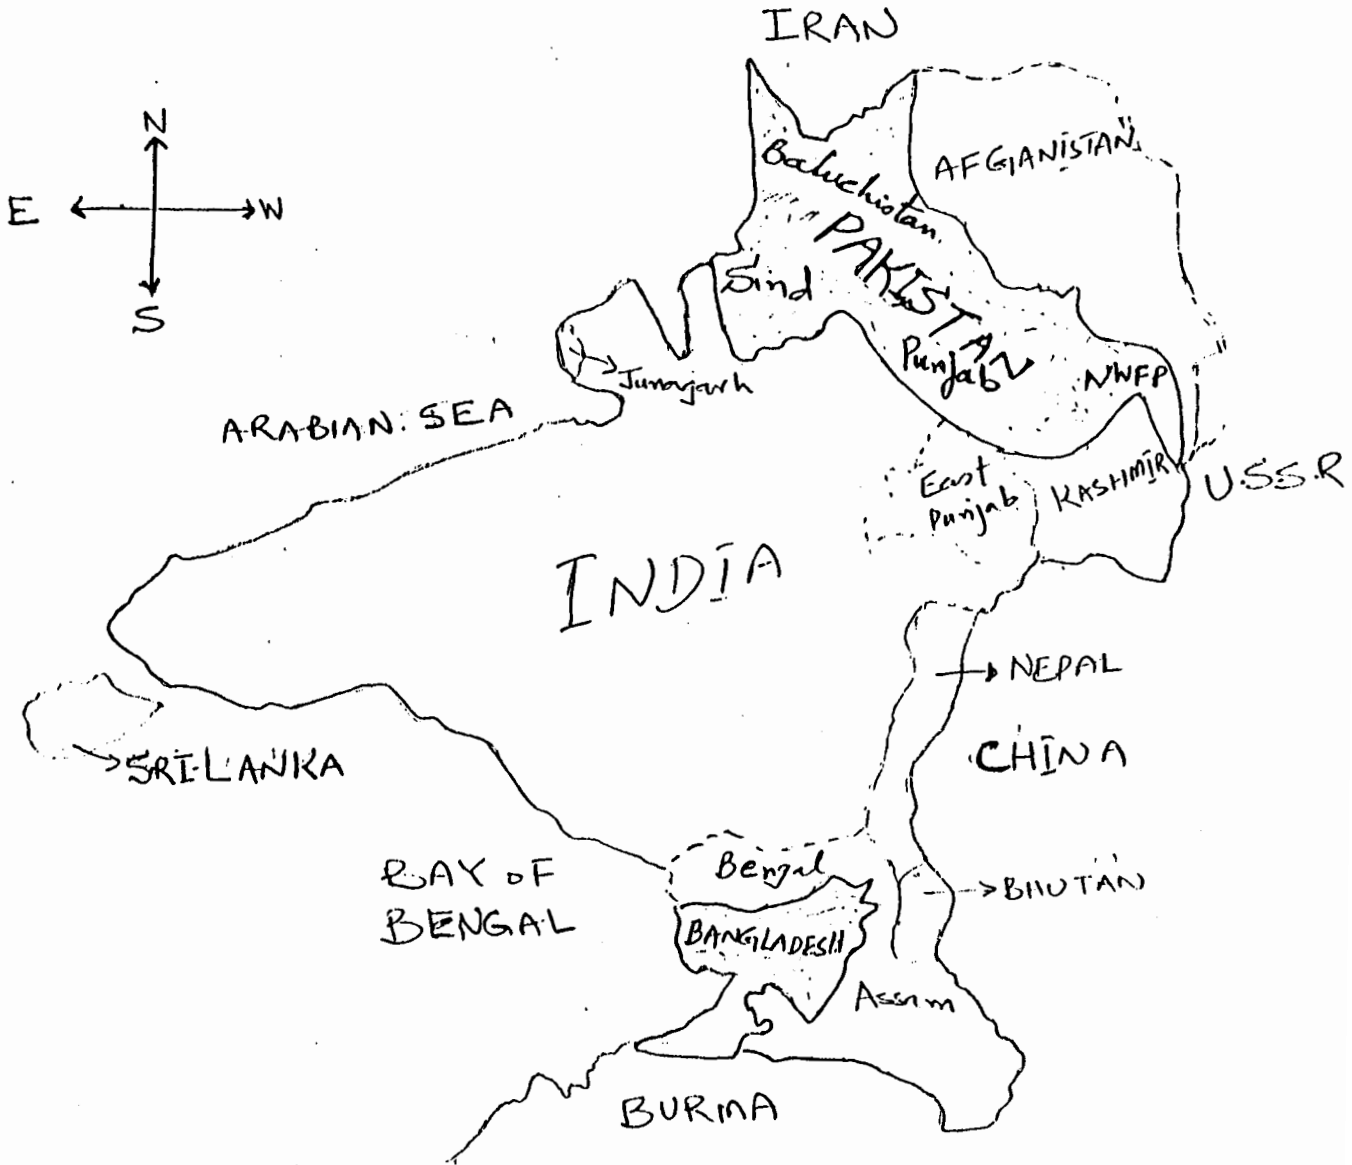 IRAN
N
E
W
S
AFGANISTAN
Baluchistan
PAKISTAN
Sind
Punjab
NWFP
Junagarh
ARABIAN SEA
East
Punjab
KASHMIR
U.S.S.R
INDIA
NEPAL
SRI-LANKA
CHINA
Bengal
BAY OF
BENGAL
BHUTAN
BANGLADESH
Assam
BURMA